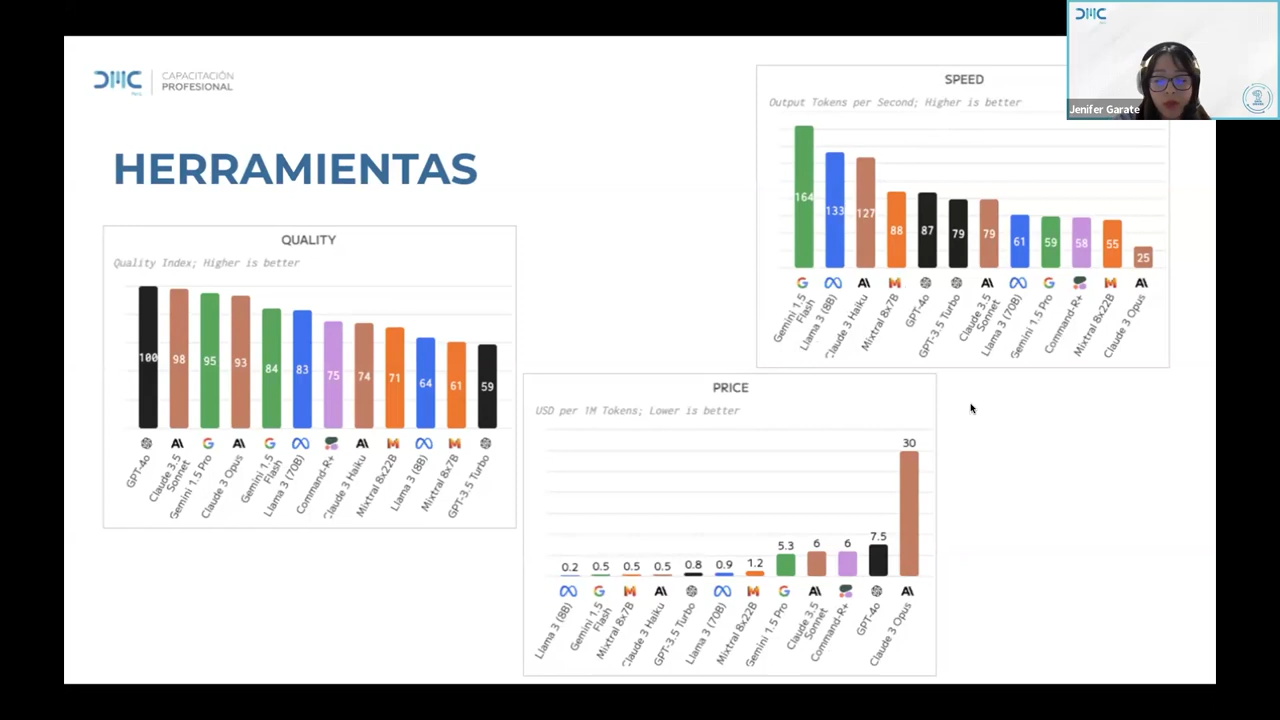 DMC
CAPACITACIÓN
PROFESIONAL
HERRAMIENTAS
QUALITY
Quality Index; Higher is better
100 98 95 93 84 83 75 74 71 64 61 59
GPT-4o
Claude 3.5 Sonnet
Gemini 1.5 Pro
Claude 3 Opus
Gemini 1.5 Flash
Llama 3 (70B)
Command-R+
Claude 3 Haiku
Mixtral 8x22B
Llama 3 (8B)
Mixtral 8x7B
GPT-3.5 Turbo
SPEED
Output Tokens per Second; Higher is better
164 133 127 88 87 79 79 61 59 58 55 25
Gemini 1.5 Flash
Llama 3 (8B)
Claude 3 Haiku
Mixtral 8x7B
GPT-4o
GPT-3.5 Turbo
Claude 3.5 Sonnet
Llama 3 (70B)
Gemini 1.5 Pro
Command-R+
Mixtral 8x22B
Claude 3 Opus
PRICE
USD per 1M Tokens; Lower is better
0.2 0.5 0.5 0.5 0.8 0.9 1.2 5.3 6 6 7.5 30
Llama 3 (8B)
Gemini 1.5 Flash
Mixtral 8x7B
Claude 3 Haiku
GPT-3.5 Turbo
Llama 3 (70B)
Mixtral 8x22B
Gemini 1.5 Pro
Claude 3.5 Sonnet
Command-R+
GPT-4o
Claude 3 Opus
DMC
Jenifer Garate